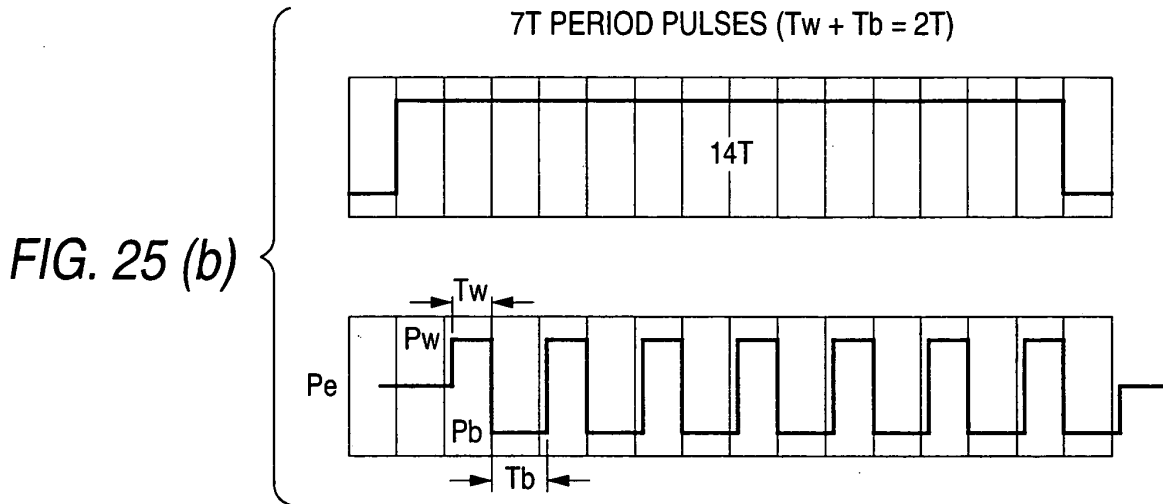 7T PERIOD PULSES (Tw + Tb = 2T)
14T
FIG. 25 (b)
Tw
Pw
Pe
Pb
Tb